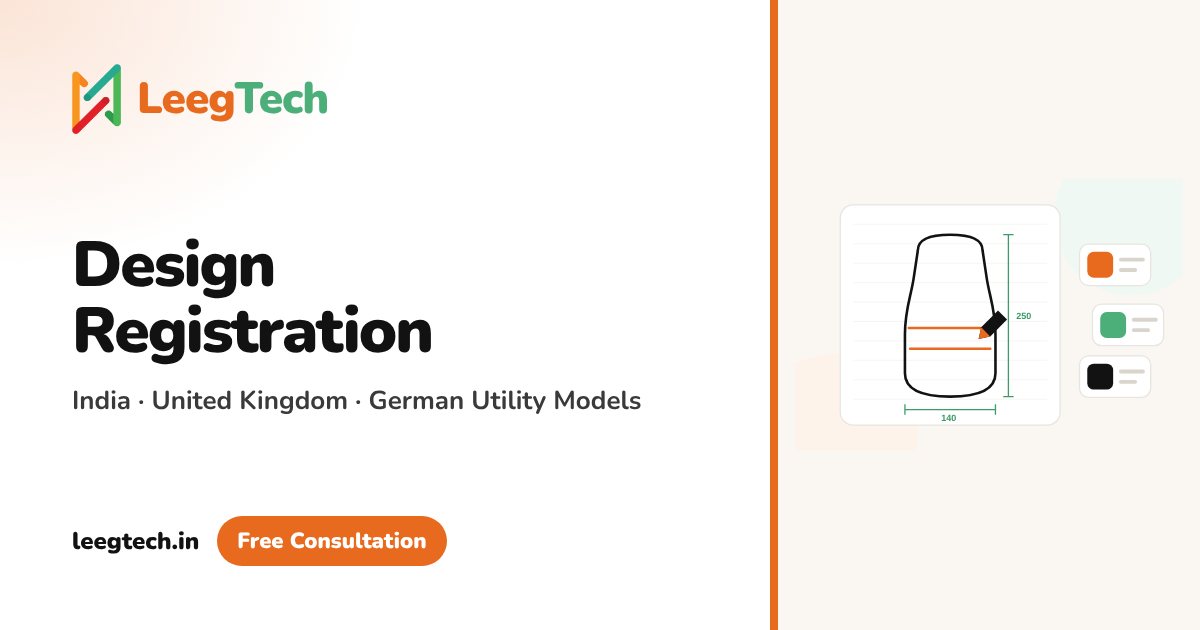 LeegTech
Design
Registration
India · United Kingdom · German Utility Models
leegtech.in
Free Consultation
250
140